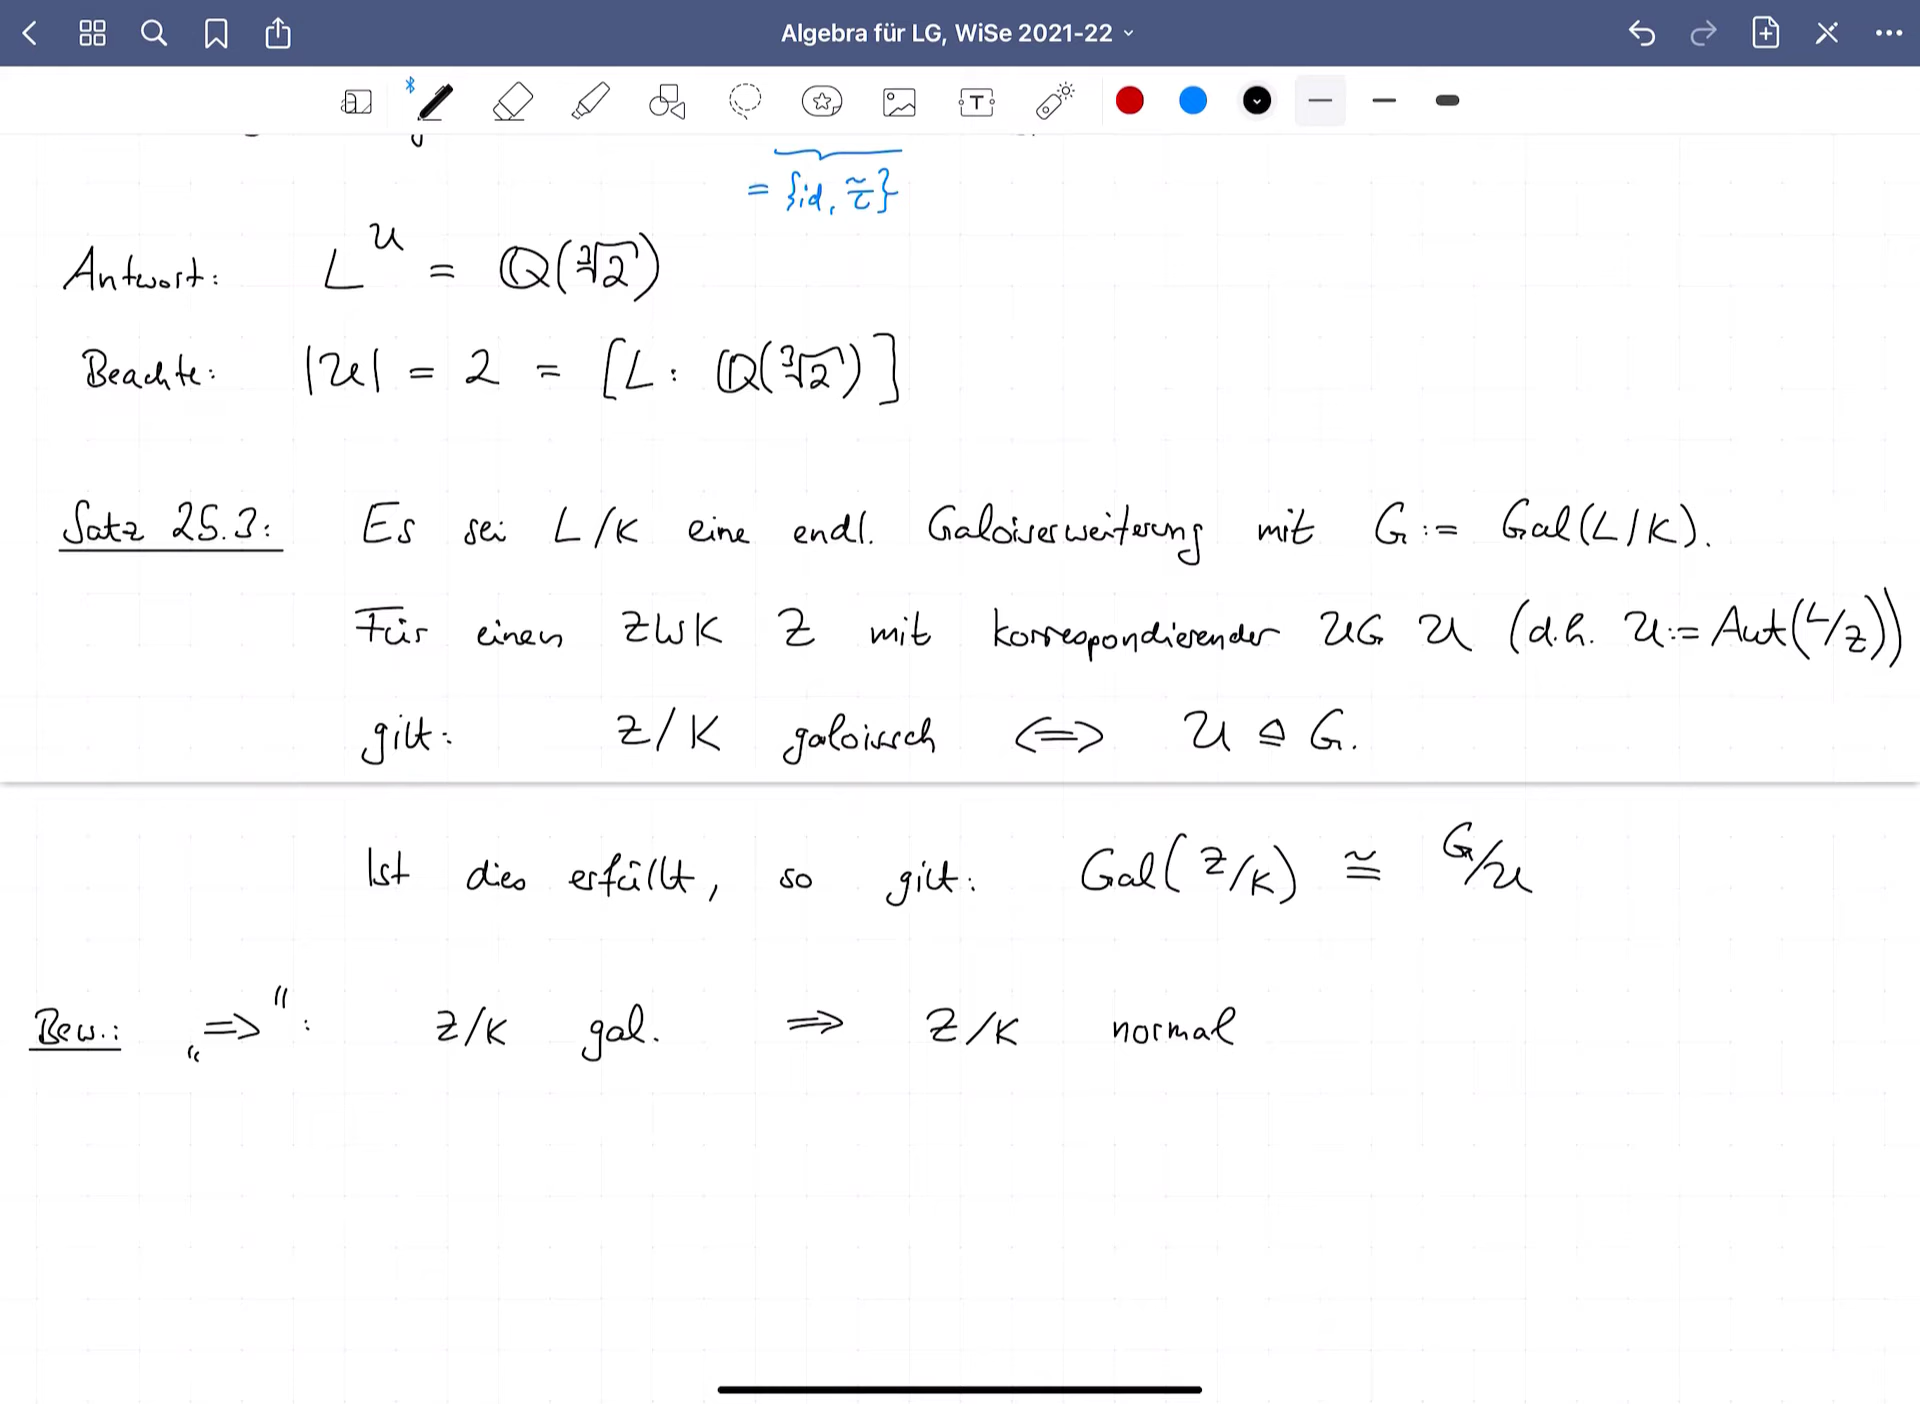 Algebra für LG, WiSe 2021-22
= {id, τ̃}
Antwort: L^U = ℚ(∛2)
Beachte: |U| = 2 = [L : ℚ(∛2)]
Satz 25.3: Es sei L/K eine endl. Galoiserweiterung mit G := Gal(L/K).
Für einen ZWK Z mit korrespondierender UG U (d.h. U := Aut(L/Z))
gilt: Z/K galoissch ⟺ U ⊴ G.
Ist dies erfüllt, so gilt: Gal(Z/K) ≅ G/U
Bew.: „⇒“: Z/K gal. ⇒ Z/K normal